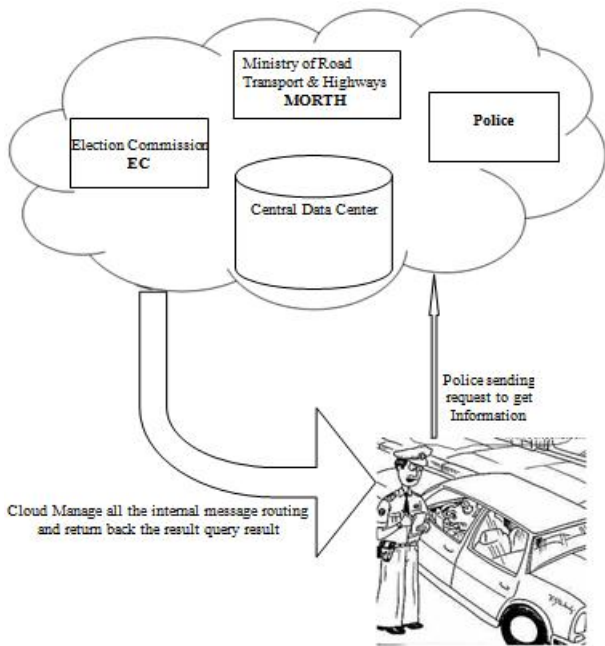 Ministry of Road
Transport & Highways
MORTH
Police
Election Commission
EC
Central Data Center
Police sending
request to get
Information
Cloud Manage all the internal message routing
and return back the result query result